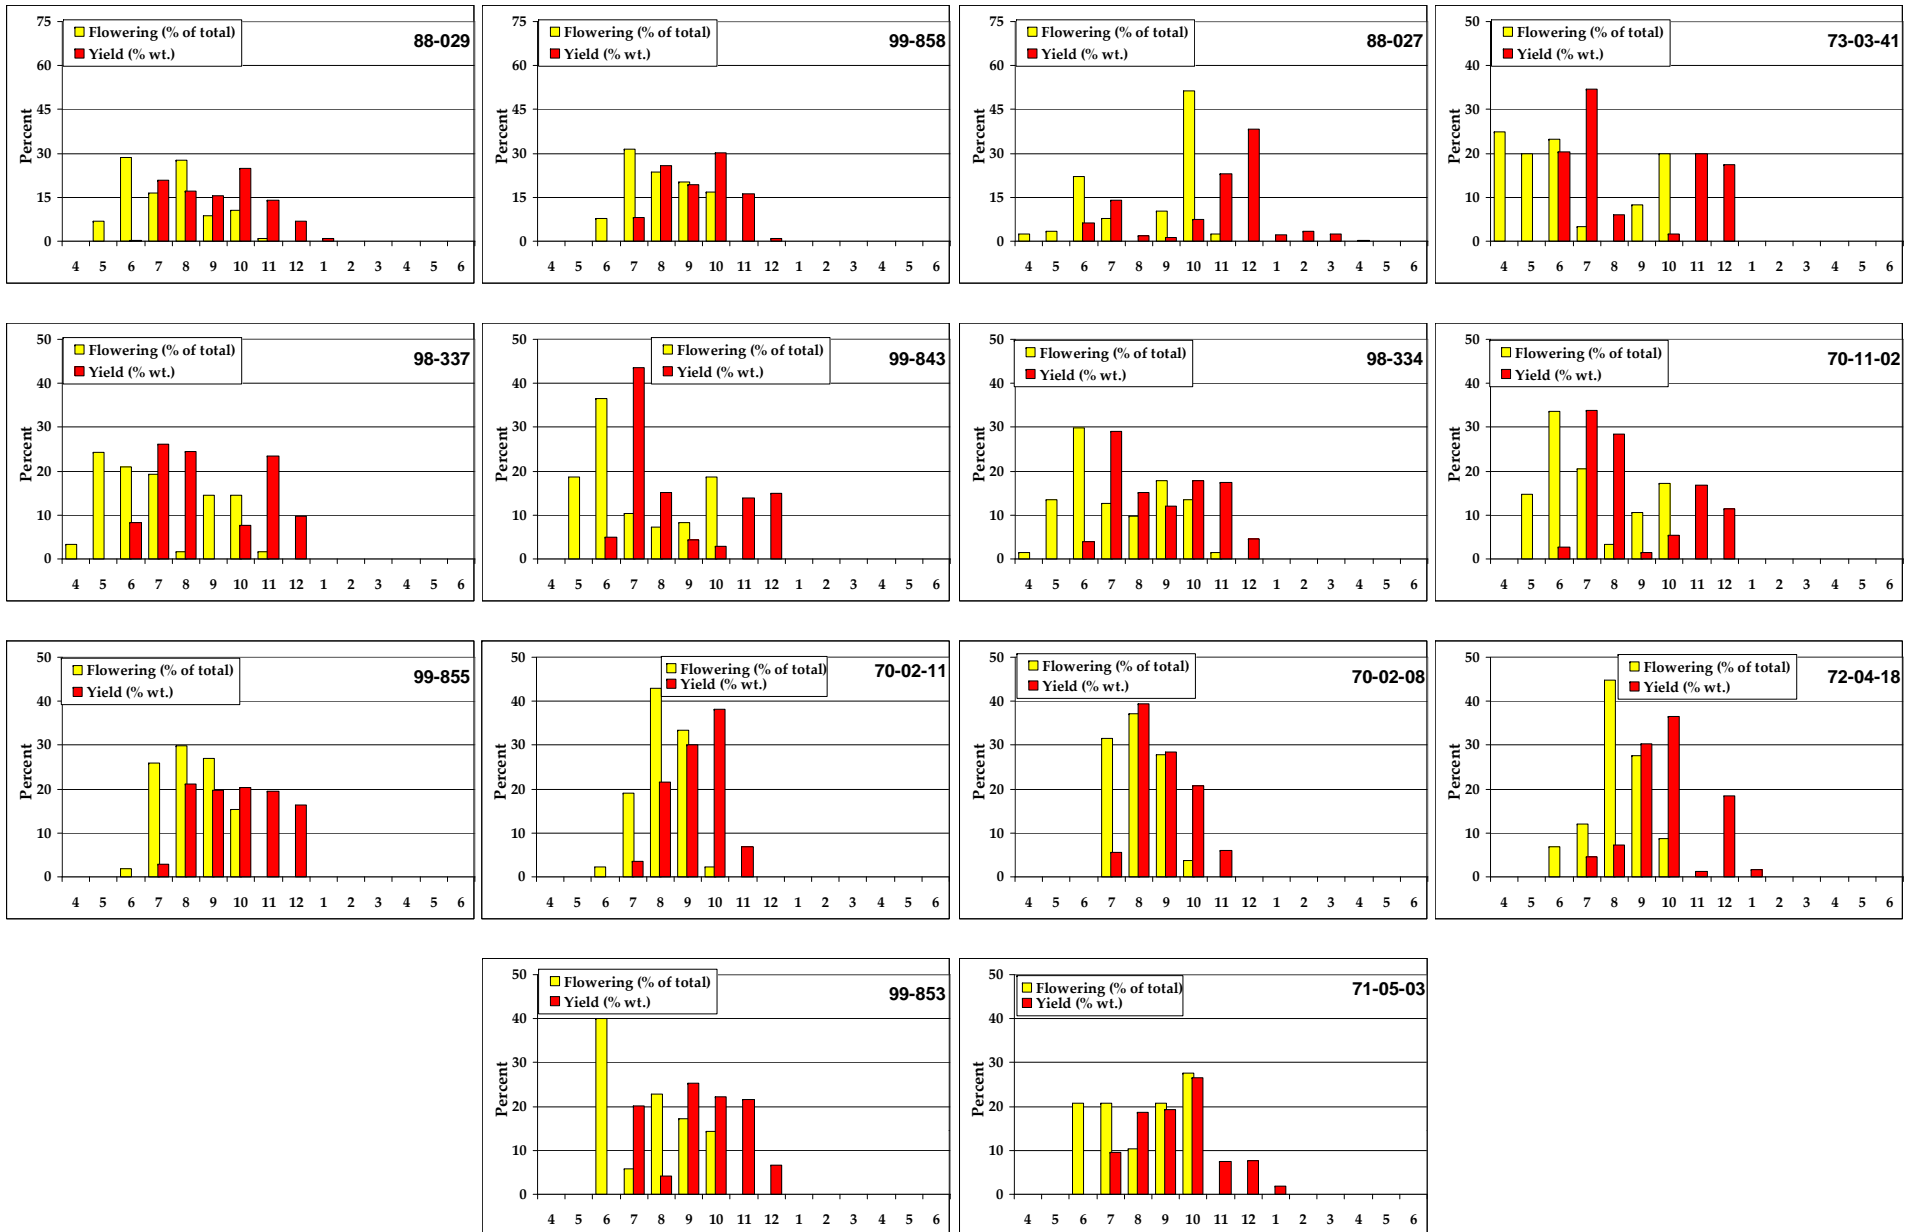 75
Flowering (% of total)
88-029
Yield (% wt.)
60
45
30
15
0
Percent
4 5 6 7 8 9 10 11 12 1 2 3 4 5 6
75
Flowering (% of total)
99-858
Yield (% wt.)
60
45
30
15
0
Percent
4 5 6 7 8 9 10 11 12 1 2 3 4 5 6
75
Flowering (% of total)
88-027
Yield (% wt.)
60
45
30
15
0
Percent
4 5 6 7 8 9 10 11 12 1 2 3 4 5 6
50
Flowering (% of total)
73-03-41
Yield (% wt.)
40
30
20
10
0
Percent
4 5 6 7 8 9 10 11 12 1 2 3 4 5 6
50
Flowering (% of total)
98-337
Yield (% wt.)
40
30
20
10
0
Percent
4 5 6 7 8 9 10 11 12 1 2 3 4 5 6
50
Flowering (% of total)
99-843
Yield (% wt.)
40
30
20
10
0
Percent
4 5 6 7 8 9 10 11 12 1 2 3 4 5 6
50
Flowering (% of total)
98-334
Yield (% wt.)
40
30
20
10
0
Percent
4 5 6 7 8 9 10 11 12 1 2 3 4 5 6
50
Flowering (% of total)
70-11-02
Yield (% wt.)
40
30
20
10
0
Percent
4 5 6 7 8 9 10 11 12 1 2 3 4 5 6
50
Flowering (% of total)
99-855
Yield (% wt.)
40
30
20
10
0
Percent
4 5 6 7 8 9 10 11 12 1 2 3 4 5 6
50
Flowering (% of total)
70-02-11
Yield (% wt.)
40
30
20
10
0
Percent
4 5 6 7 8 9 10 11 12 1 2 3 4 5 6
50
Flowering (% of total)
70-02-08
Yield (% wt.)
40
30
20
10
0
Percent
4 5 6 7 8 9 10 11 12 1 2 3 4 5 6
50
Flowering (% of total)
72-04-18
Yield (% wt.)
40
30
20
10
0
Percent
4 5 6 7 8 9 10 11 12 1 2 3 4 5 6
50
Flowering (% of total)
99-853
Yield (% wt.)
40
30
20
10
0
Percent
4 5 6 7 8 9 10 11 12 1 2 3 4 5 6
50
Flowering (% of total)
71-05-03
Yield (% wt.)
40
30
20
10
0
Percent
4 5 6 7 8 9 10 11 12 1 2 3 4 5 6